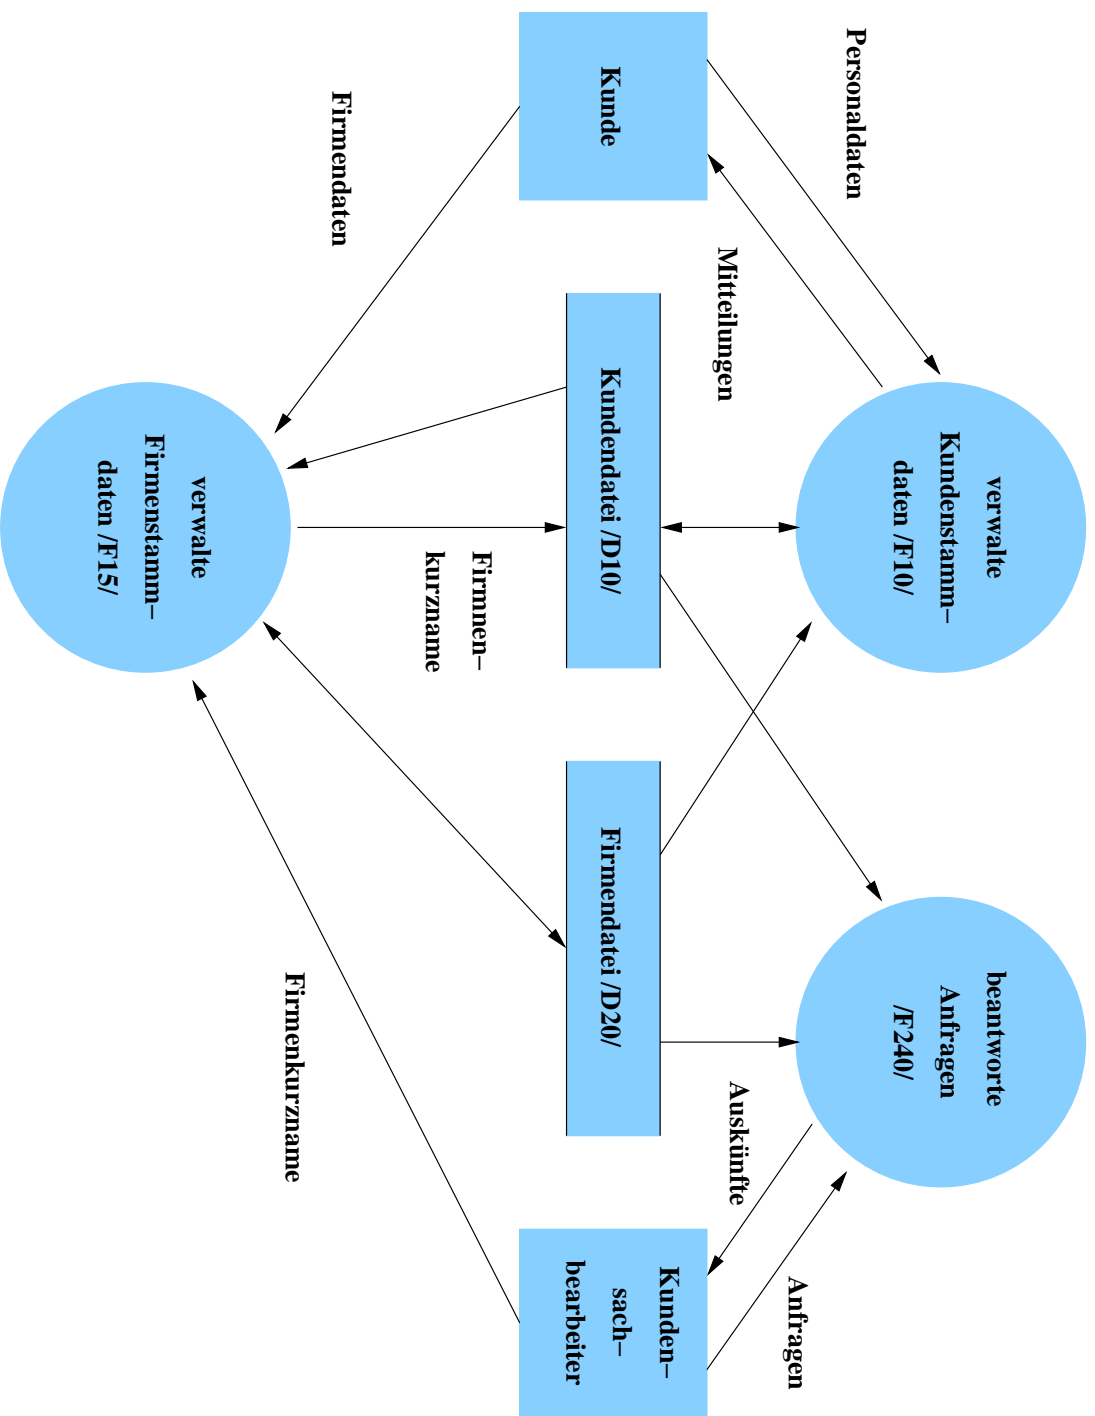 verwalte
Kundenstamm–
daten /F10/
beantworte
Anfragen
/F240/
Personaldaten
Mitteilungen
Auskünfte
Anfragen
Kunde
Kundendatei /D10/
Firmendatei /D20/
Kunden–
sach–
bearbeiter
Firmnen–
kurzname
Firmendaten
Firmenkurzname
verwalte
Firmenstamm–
daten /F15/